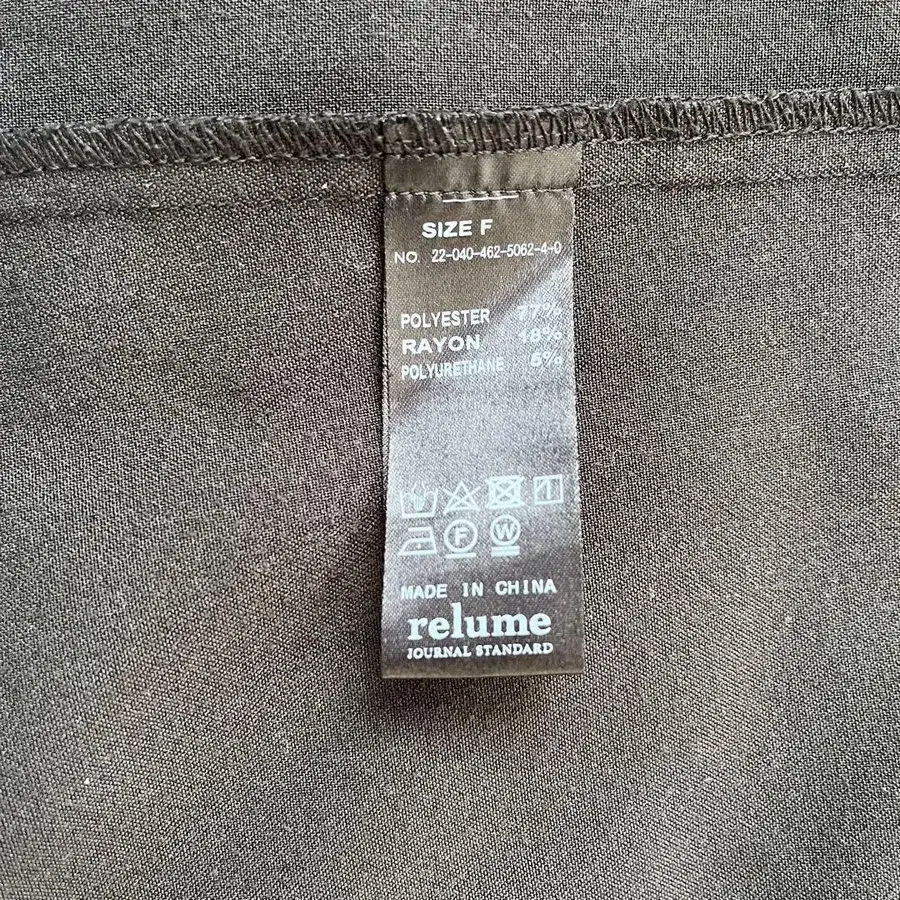 SIZE F
NO. 22-040-462-5062-4-0
POLYESTER 77%
RAYON 18%
POLYURETHANE 5%
F W
MADE IN CHINA
relume
JOURNAL STANDARD